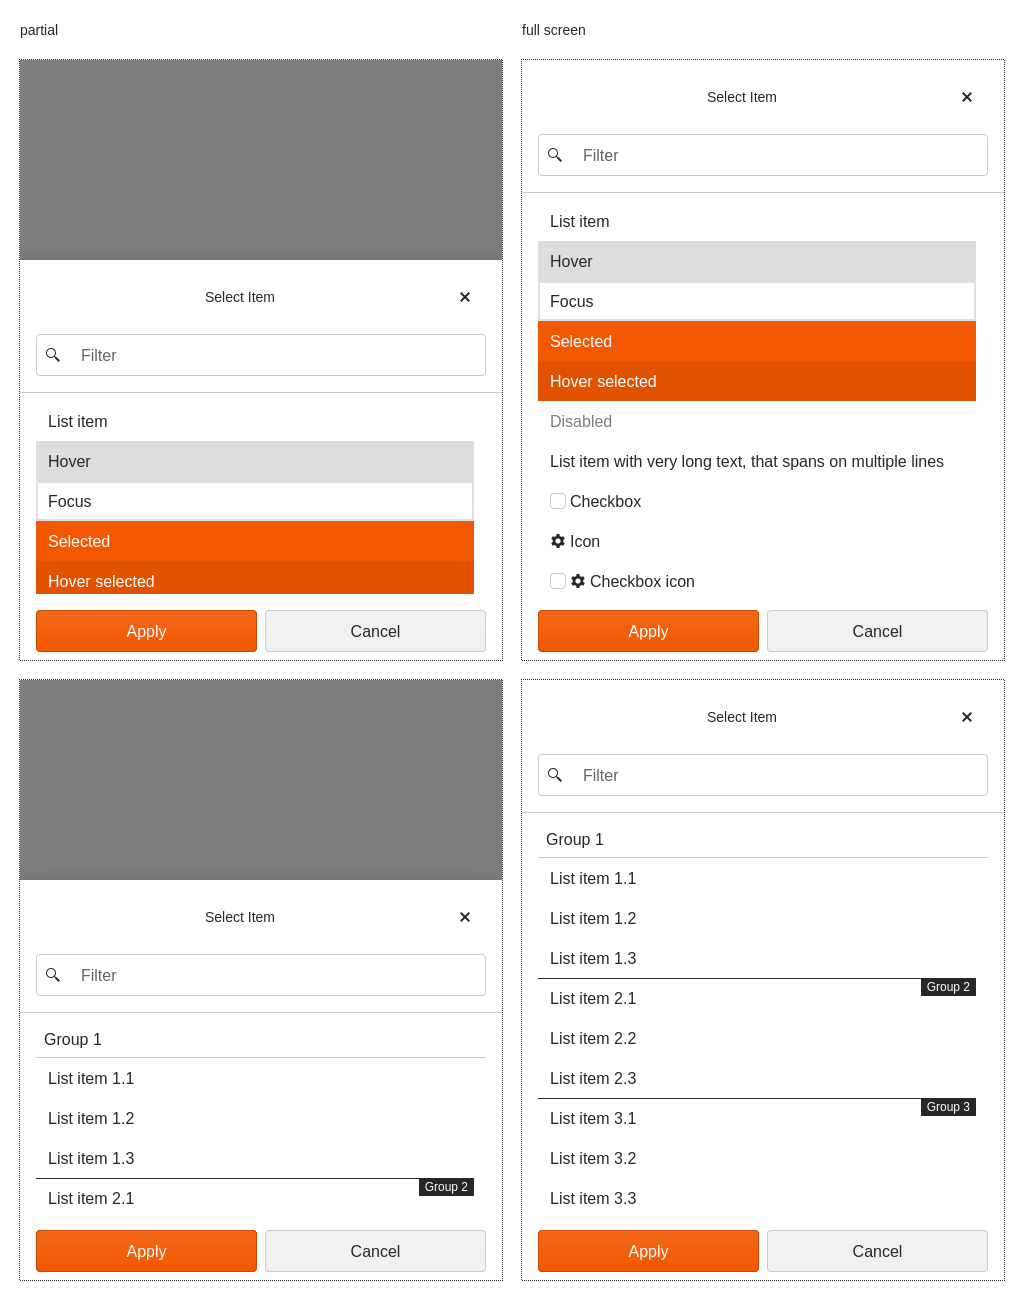 partial
full screen
Select Item
Filter
List item
Hover
Focus
Selected
Hover selected
Apply
Cancel
Select Item
Filter
List item
Hover
Focus
Selected
Hover selected
Disabled
List item with very long text, that spans on multiple lines
Checkbox
Icon
Checkbox icon
Apply
Cancel
Select Item
Filter
Group 1
List item 1.1
List item 1.2
List item 1.3
Group 2
List item 2.1
Apply
Cancel
Select Item
Filter
Group 1
List item 1.1
List item 1.2
List item 1.3
Group 2
List item 2.1
List item 2.2
List item 2.3
Group 3
List item 3.1
List item 3.2
List item 3.3
Apply
Cancel